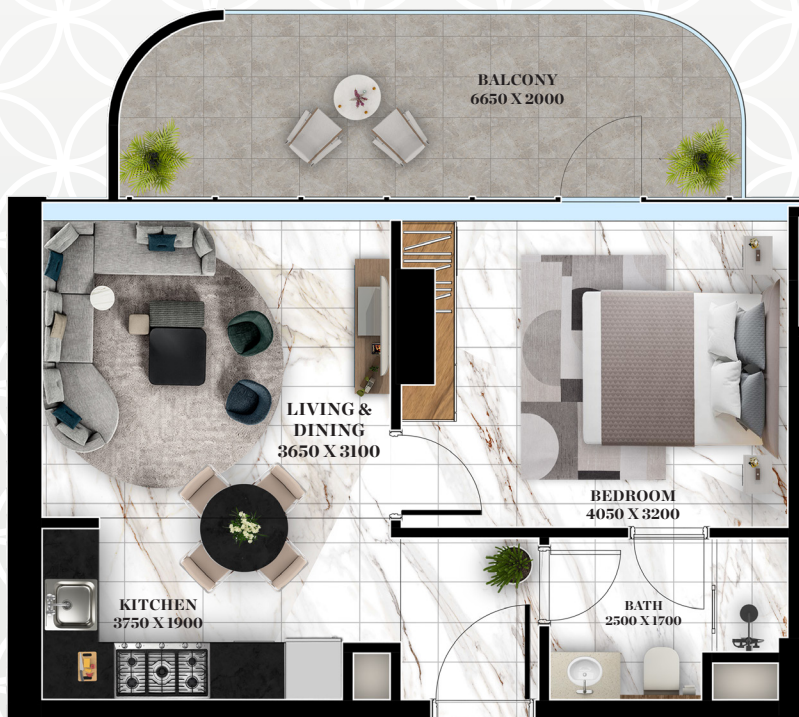 BALCONY
6650 X 2000
LIVING &
DINING
3650 X 3100
BEDROOM
4050 X 3200
KITCHEN
3750 X 1900
BATH
2500 X 1700